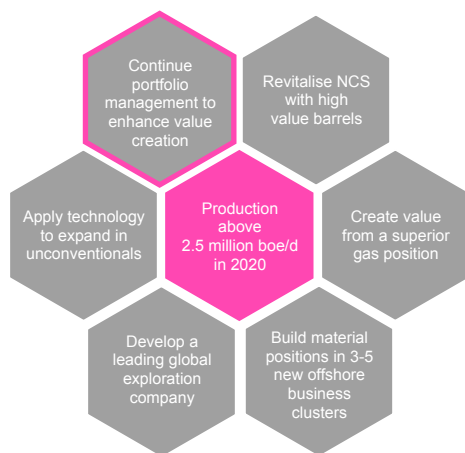 Continue
portfolio
management to
enhance value
creation
Revitalise NCS
with high
value barrels
Apply technology
to expand in
unconventionals
Production
above
2.5 million boe/d
in 2020
Create value
from a superior
gas position
Develop a
leading global
exploration
company
Build material
positions in 3-5
new offshore
business
clusters